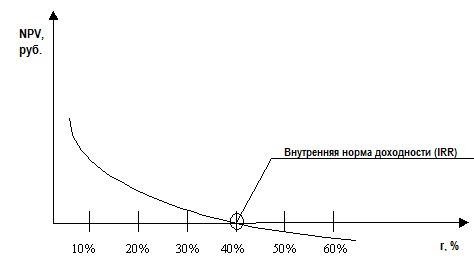 NPV,
руб.
Внутренняя норма доходности (IRR)
10% 20% 30% 40% 50% 60% r, %